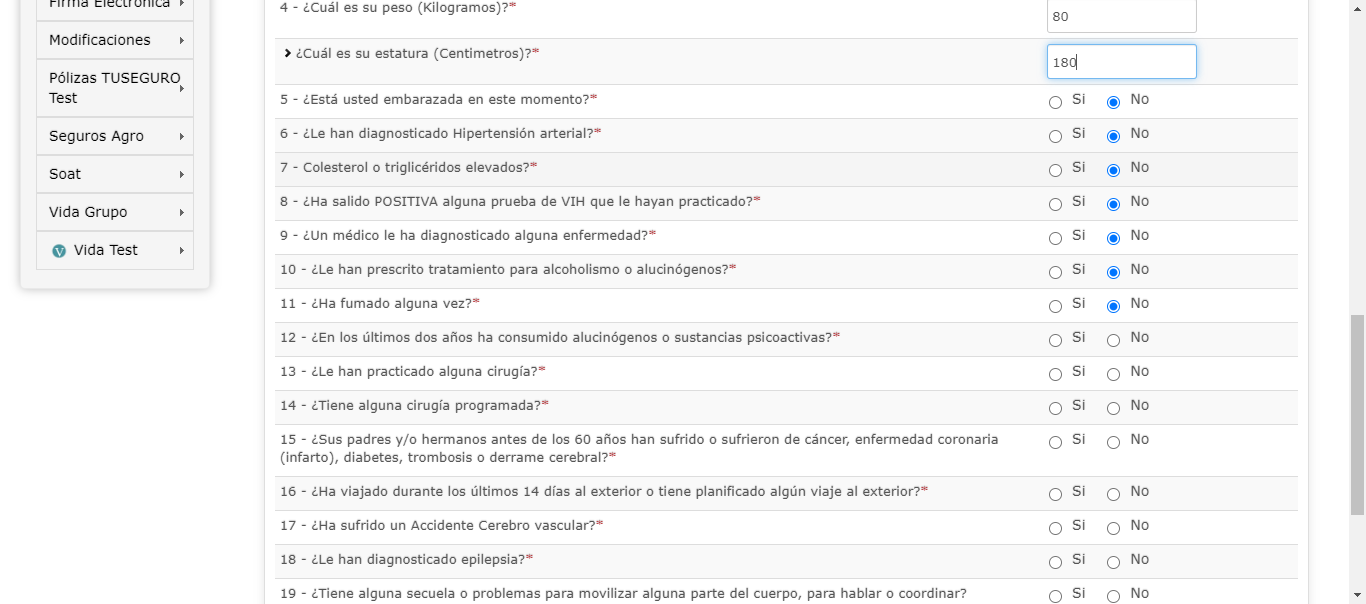 Firma Electrónica
Modificaciones
Pólizas TUSEGURO
Test
Seguros Agro
Soat
Vida Grupo
V Vida Test
4 - ¿Cuál es su peso (Kilogramos)?* 80
¿Cuál es su estatura (Centimetros)?* 180
5 - ¿Está usted embarazada en este momento?* Si No
6 - ¿Le han diagnosticado Hipertensión arterial?* Si No
7 - Colesterol o triglicéridos elevados?* Si No
8 - ¿Ha salido POSITIVA alguna prueba de VIH que le hayan practicado?* Si No
9 - ¿Un médico le ha diagnosticado alguna enfermedad?* Si No
10 - ¿Le han prescrito tratamiento para alcoholismo o alucinógenos?* Si No
11 - ¿Ha fumado alguna vez?* Si No
12 - ¿En los últimos dos años ha consumido alucinógenos o sustancias psicoactivas?* Si No
13 - ¿Le han practicado alguna cirugía?* Si No
14 - ¿Tiene alguna cirugía programada?* Si No
15 - ¿Sus padres y/o hermanos antes de los 60 años han sufrido o sufrieron de cáncer, enfermedad coronaria Si No
(infarto), diabetes, trombosis o derrame cerebral?*
16 - ¿Ha viajado durante los últimos 14 días al exterior o tiene planificado algún viaje al exterior?* Si No
17 - ¿Ha sufrido un Accidente Cerebro vascular?* Si No
18 - ¿Le han diagnosticado epilepsia?* Si No
19 - ¿Tiene alguna secuela o problemas para movilizar alguna parte del cuerpo, para hablar o coordinar? Si No